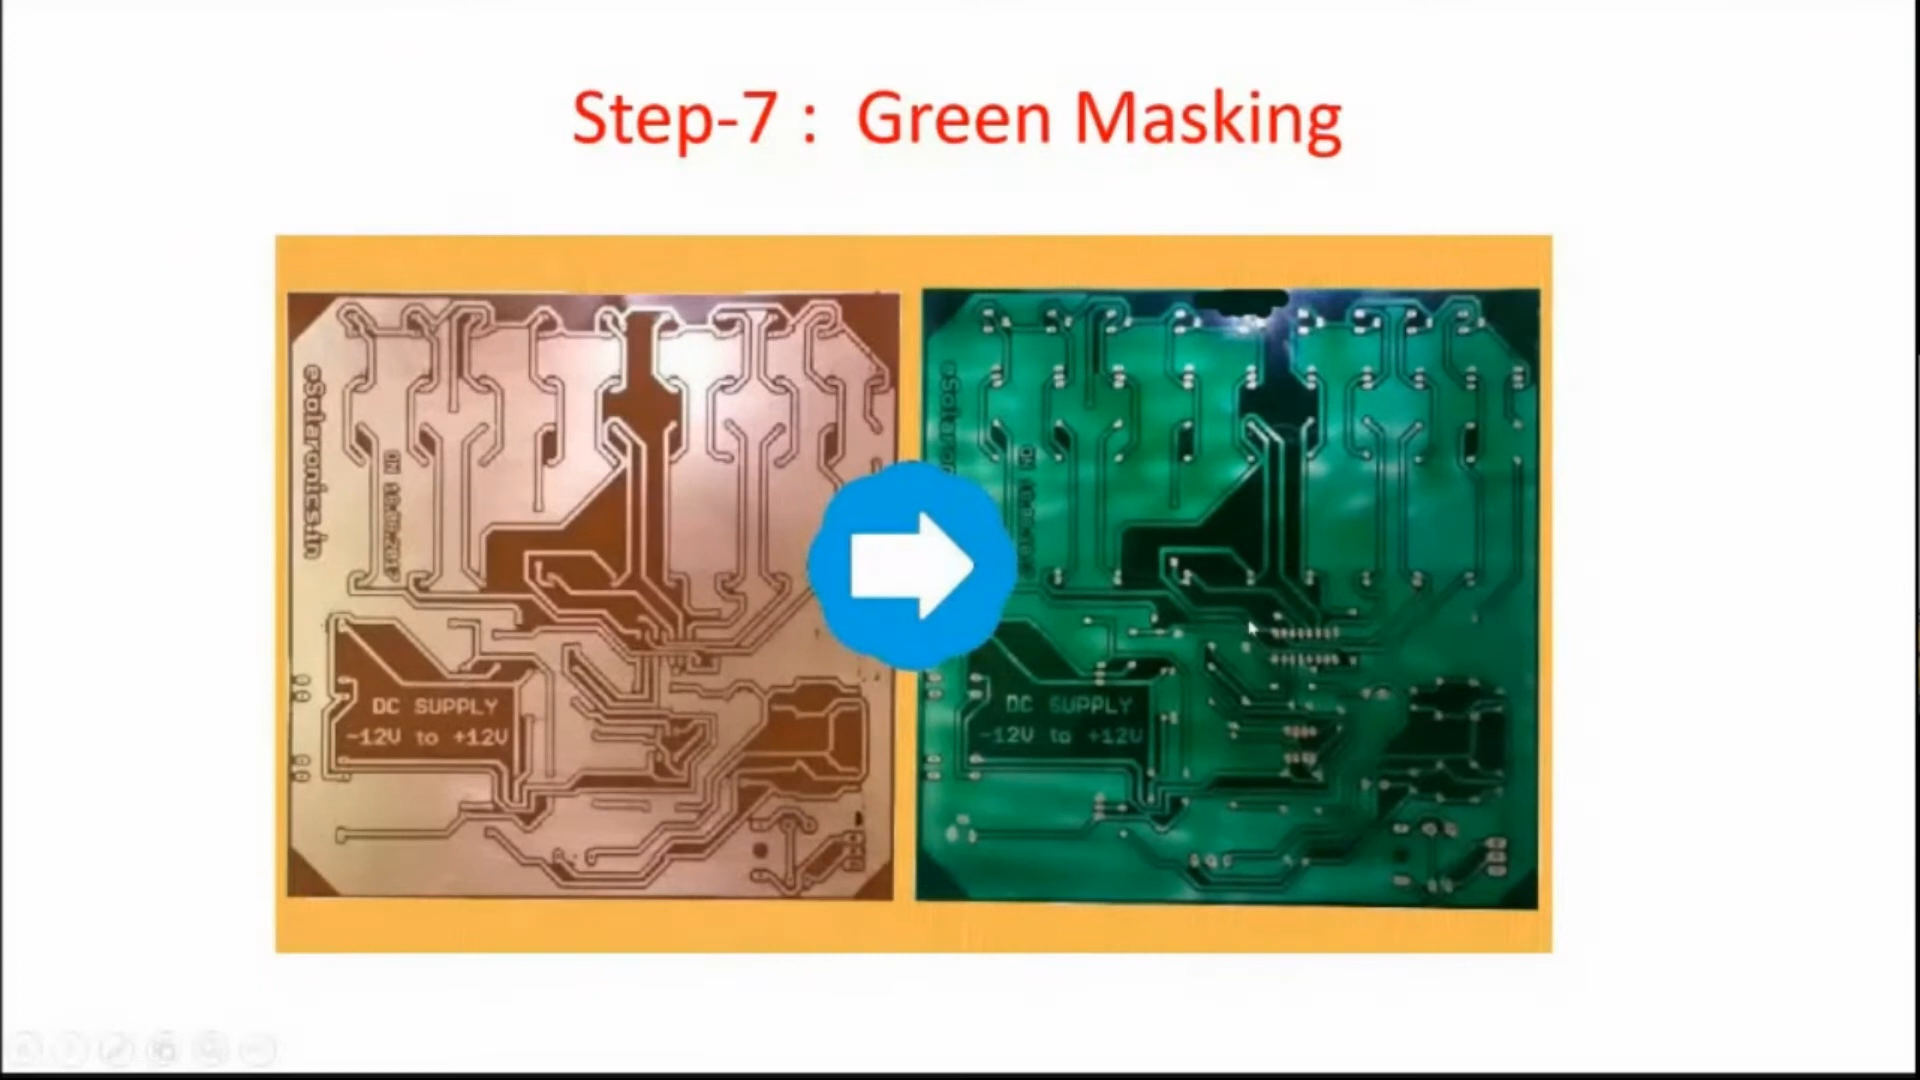 Step-7 : Green Masking
eSolaronics.in
DC SUPPLY
-12V to +12V
DC SUPPLY
-12V to +12V